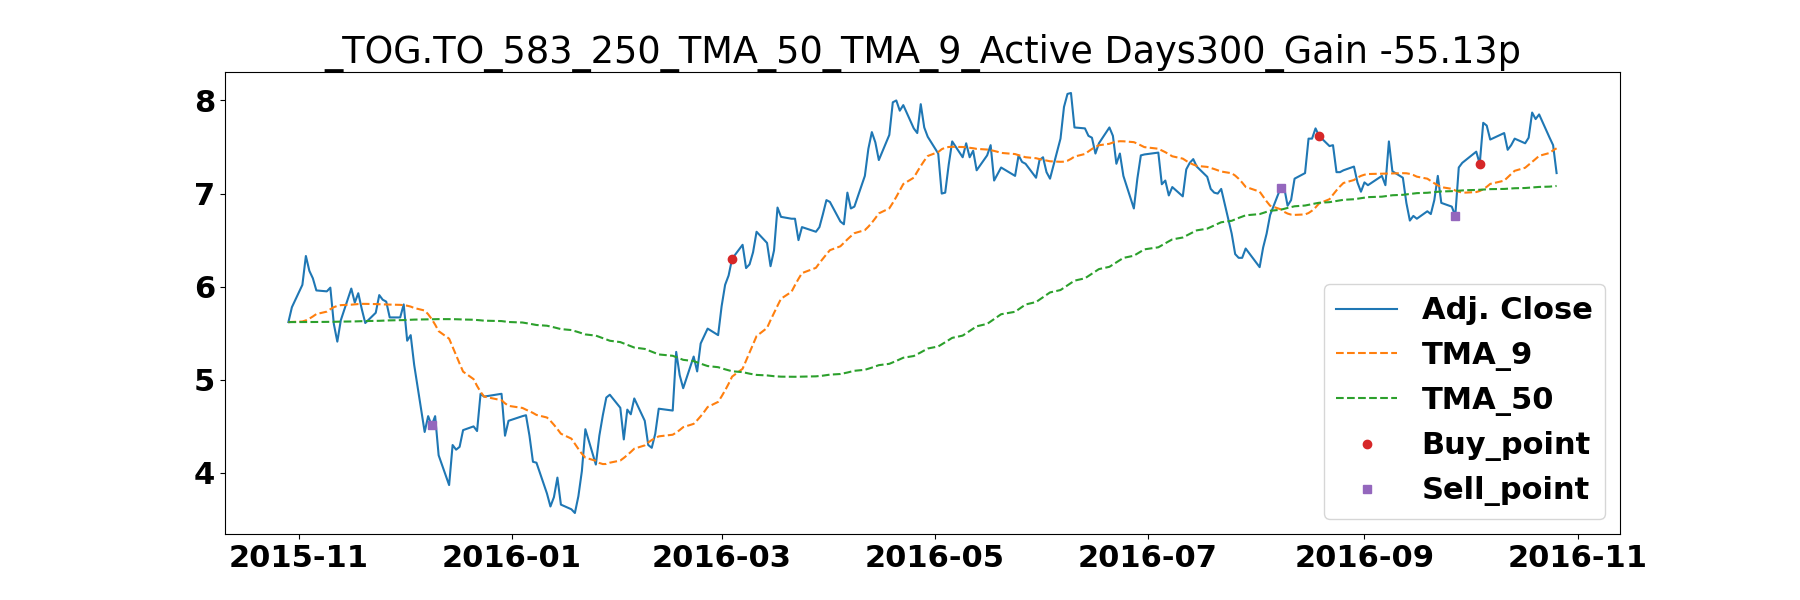 _TOG.TO_583_250_TMA_50_TMA_9_Active Days300_Gain -55.13p
8
7
6
5
4
2015-11 2016-01 2016-03 2016-05 2016-07 2016-09 2016-11
Adj. Close
TMA_9
TMA_50
Buy_point
Sell_point